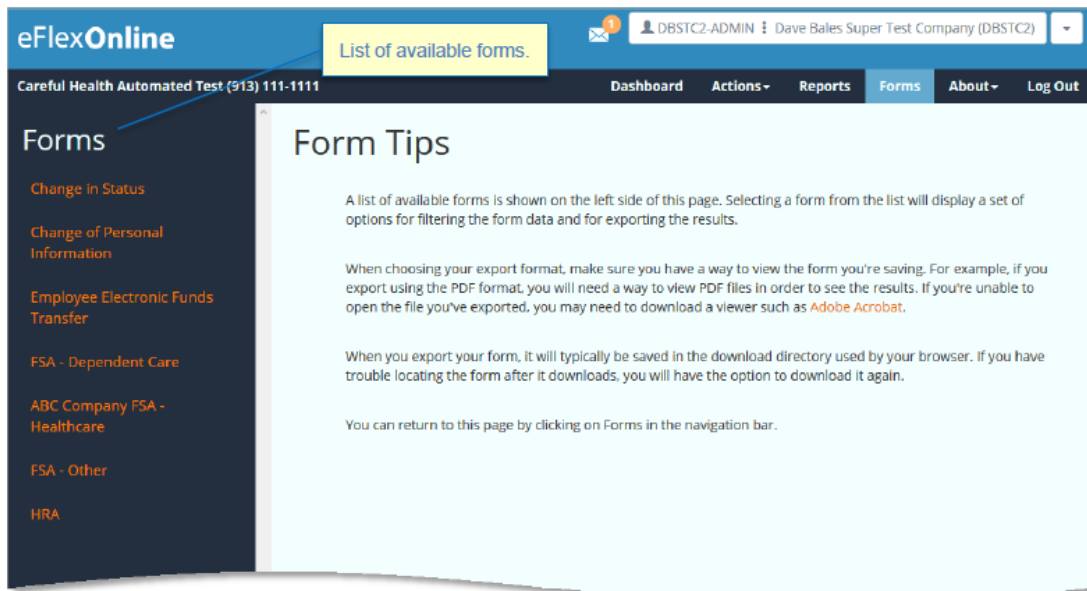 eFlexOnline
List of available forms.
1
DBSTC2-ADMIN ⋮ Dave Bales Super Test Company (DBSTC2)
Careful Health Automated Test (913) 111-1111
Dashboard Actions Reports Forms About Log Out
Forms
Change in Status
Change of Personal
Information
Employee Electronic Funds
Transfer
FSA - Dependent Care
ABC Company FSA -
Healthcare
FSA - Other
HRA
Form Tips
A list of available forms is shown on the left side of this page. Selecting a form from the list will display a set of
options for filtering the form data and for exporting the results.
When choosing your export format, make sure you have a way to view the form you're saving. For example, if you
export using the PDF format, you will need a way to view PDF files in order to see the results. If you're unable to
open the file you've exported, you may need to download a viewer such as Adobe Acrobat.
When you export your form, it will typically be saved in the download directory used by your browser. If you have
trouble locating the form after it downloads, you will have the option to download it again.
You can return to this page by clicking on Forms in the navigation bar.